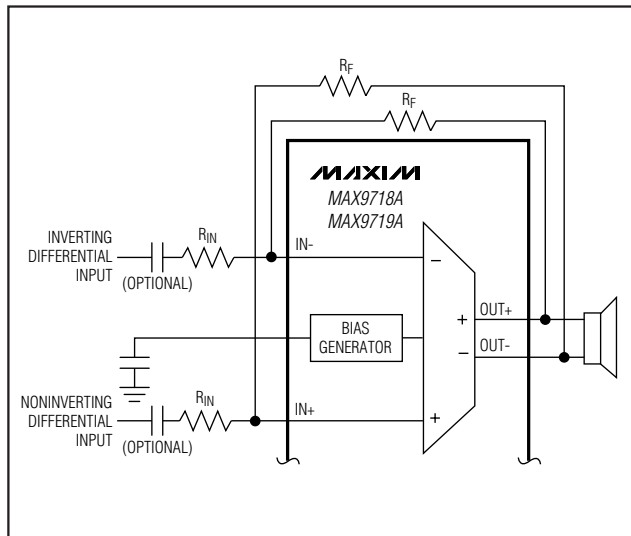 RF
RF
MAXIM
MAX9718A
MAX9719A
INVERTING
DIFFERENTIAL
INPUT
(OPTIONAL)
RIN
IN-
−
BIAS
GENERATOR
+
−
OUT+
OUT-
NONINVERTING
DIFFERENTIAL
INPUT
(OPTIONAL)
RIN
IN+
+